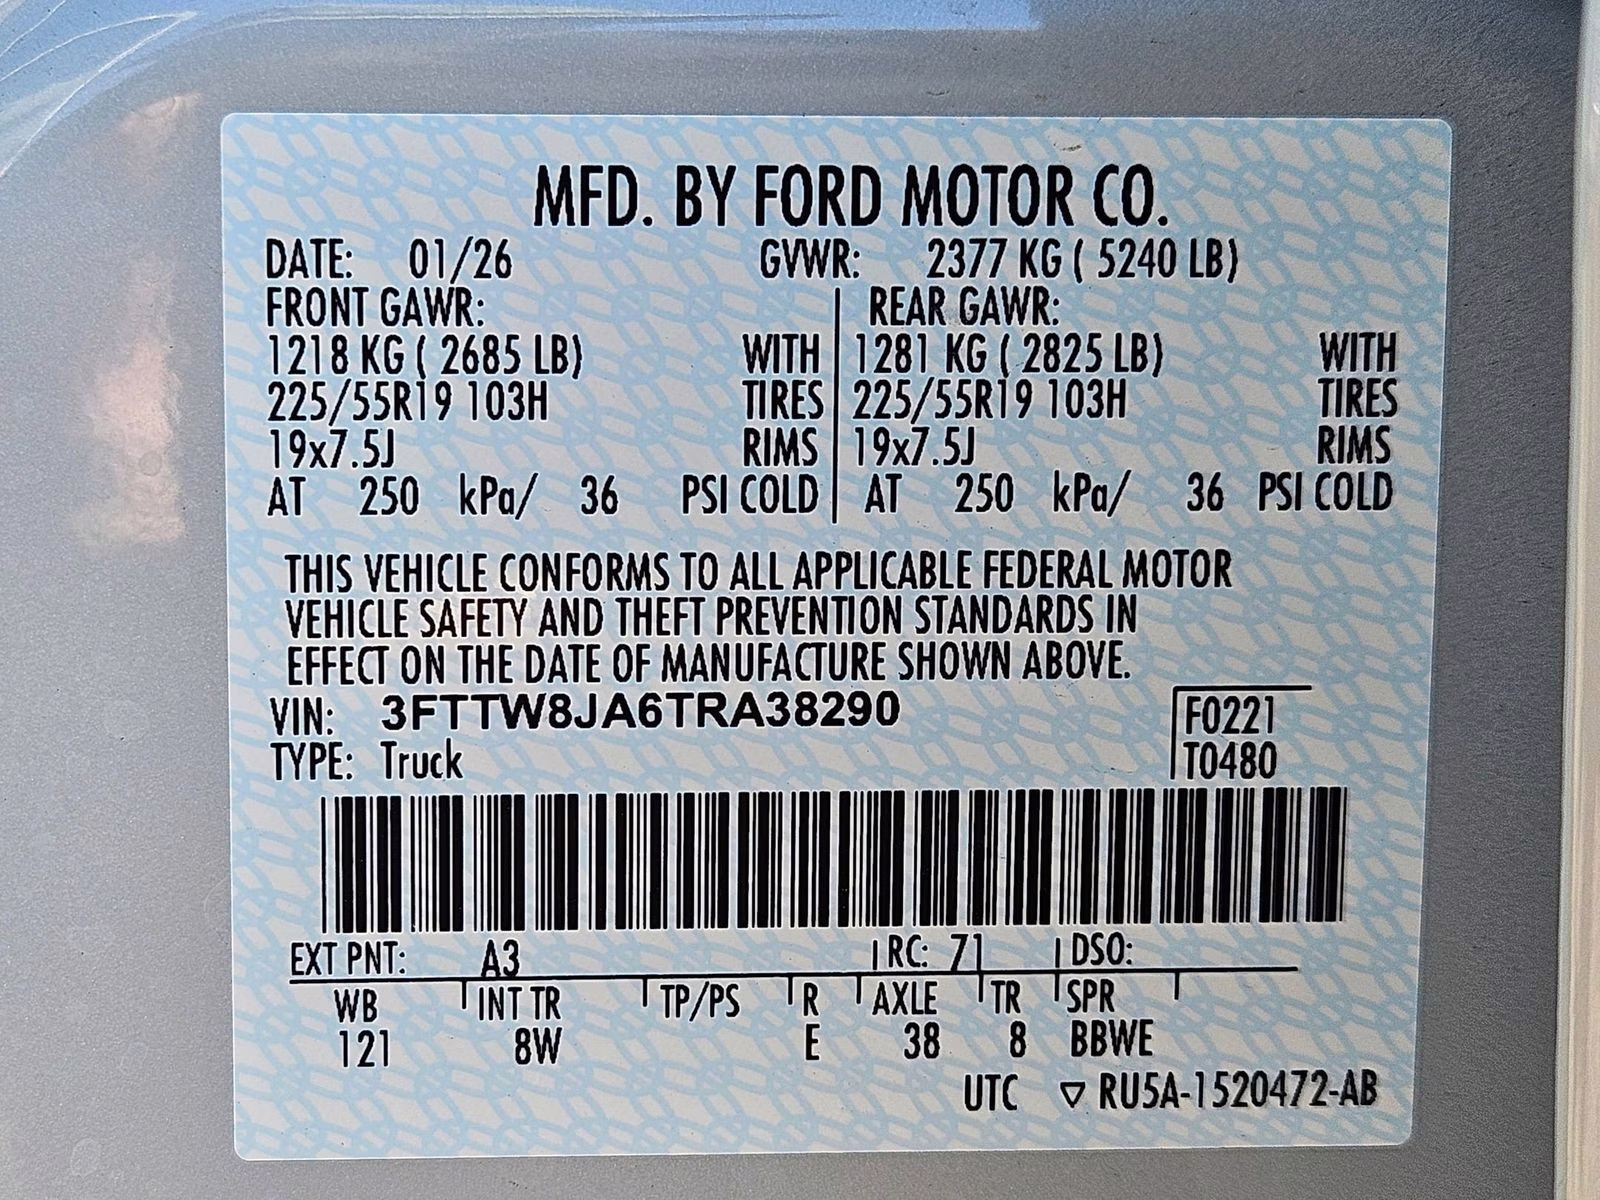 MFD. BY FORD MOTOR CO.
DATE: 01/26 GVWR: 2377 KG ( 5240 LB)
FRONT GAWR: REAR GAWR:
1218 KG ( 2685 LB) WITH 1281 KG ( 2825 LB) WITH
225/55R19 103H TIRES 225/55R19 103H TIRES
19x7.5J RIMS 19x7.5J RIMS
AT 250 kPa/ 36 PSI COLD AT 250 kPa/ 36 PSI COLD
THIS VEHICLE CONFORMS TO ALL APPLICABLE FEDERAL MOTOR
VEHICLE SAFETY AND THEFT PREVENTION STANDARDS IN
EFFECT ON THE DATE OF MANUFACTURE SHOWN ABOVE.
VIN: 3FTTW8JA6TRA38290 F0221
TYPE: Truck T0480
EXT PNT: A3 RC: 71 DSO:
WB INT TR TP/PS R AXLE TR SPR
121 8W E 38 8 BBWE
UTC ▽ RU5A-1520472-AB